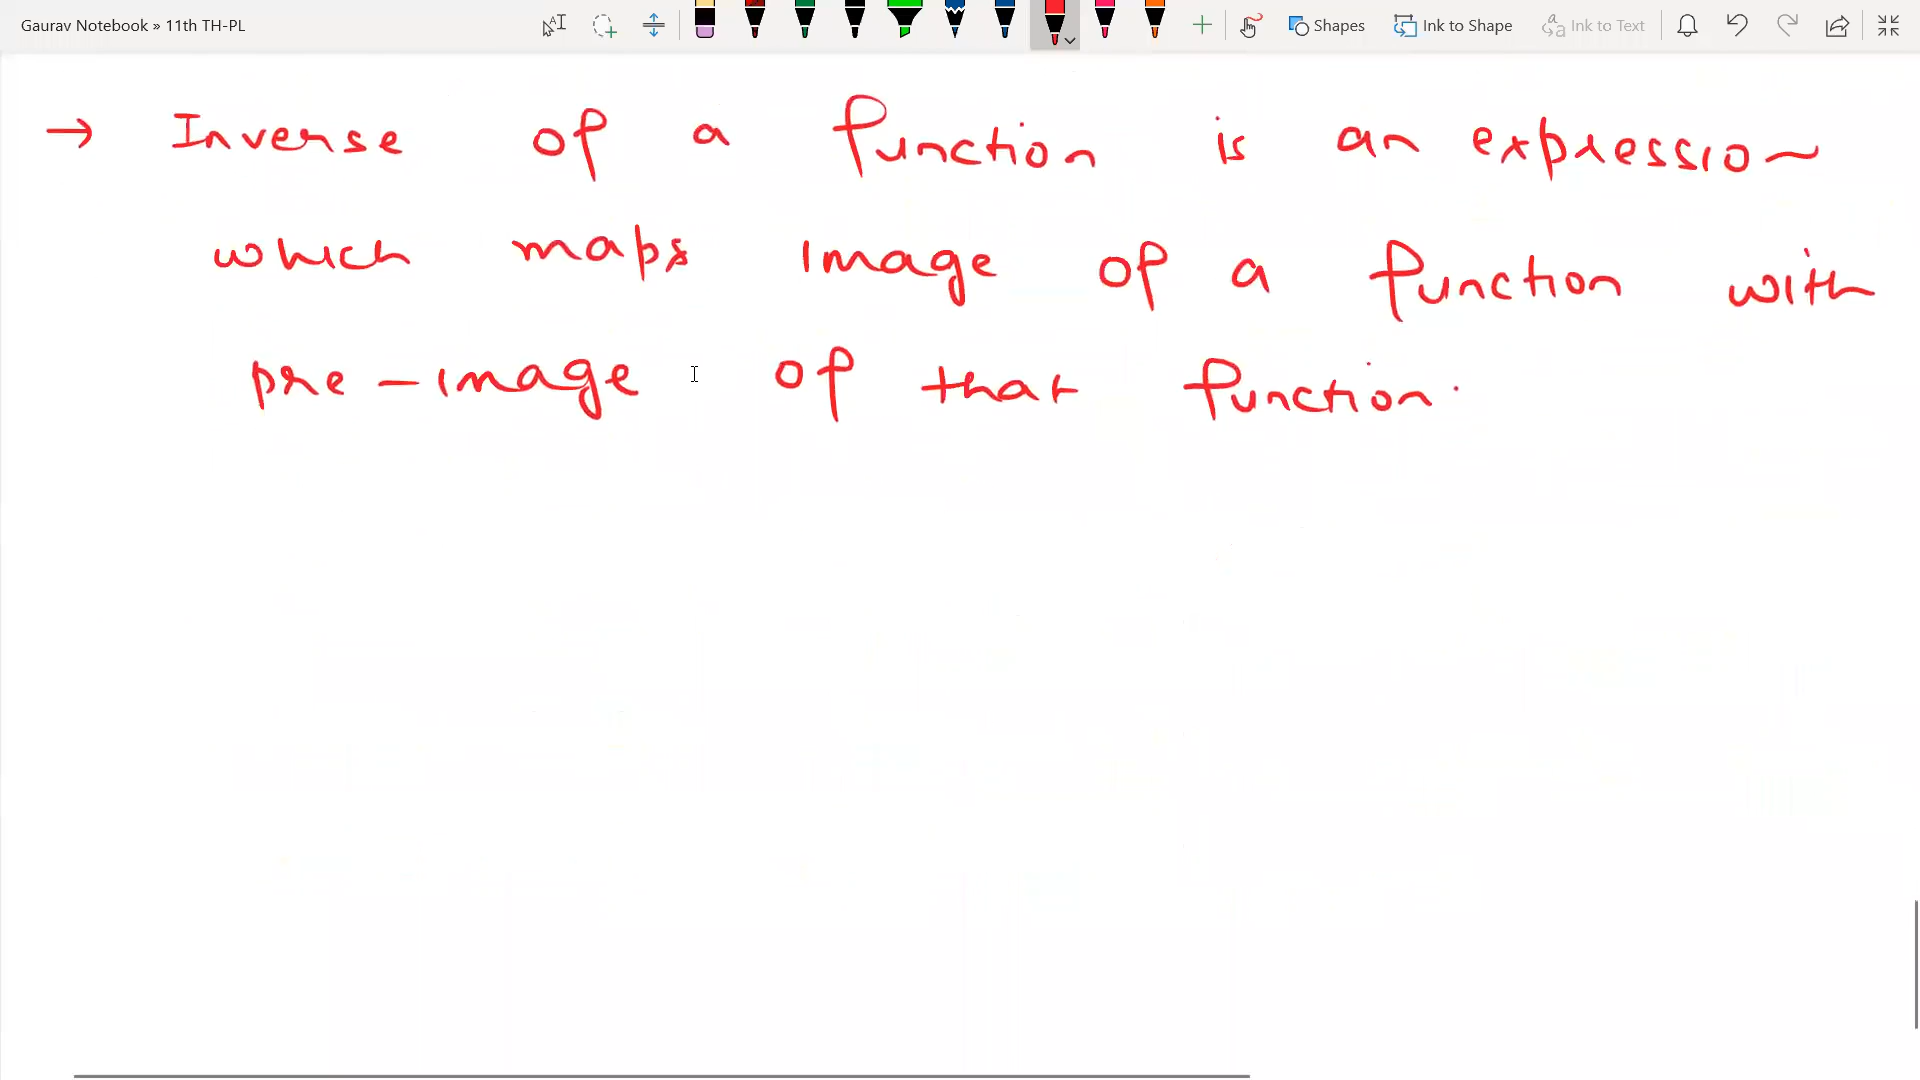 Gaurav Notebook » 11th TH-PL
Shapes
Ink to Shape
Ink to Text
→ Inverse of a function is an expression
which maps image of a function with
pre-image of that function.